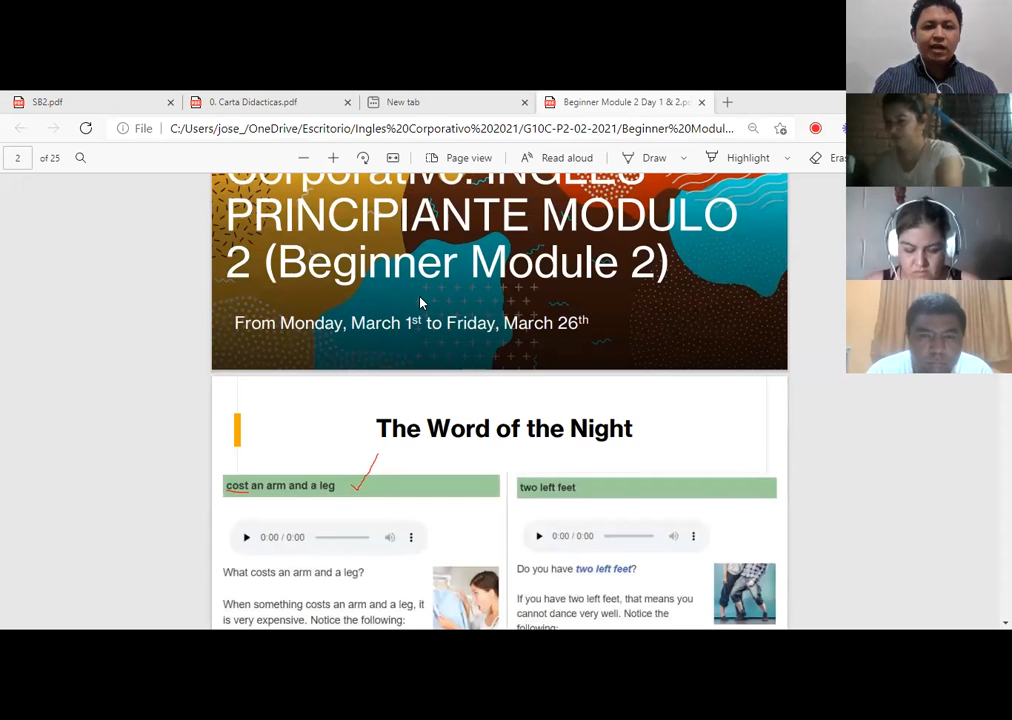 SB2.pdf
0. Carta Didacticas.pdf
New tab
Beginner Module 2 Day 1 & 2.p
File
C:/Users/jose_/OneDrive/Escritorio/Ingles%20Corporativo%202021/G10C-P2-02-2021/Beginner%20Modul...
2 of 25
Page view
Read aloud
Draw
Highlight
Eras
Corporativo: INGLES
PRINCIPIANTE MODULO
2 (Beginner Module 2)
From Monday, March 1st to Friday, March 26th
The Word of the Night
cost an arm and a leg
0:00 / 0:00
What costs an arm and a leg?
When something costs an arm and a leg, it
is very expensive. Notice the following:
two left feet
0:00 / 0:00
Do you have two left feet?
If you have two left feet, that means you
cannot dance very well. Notice the
following: